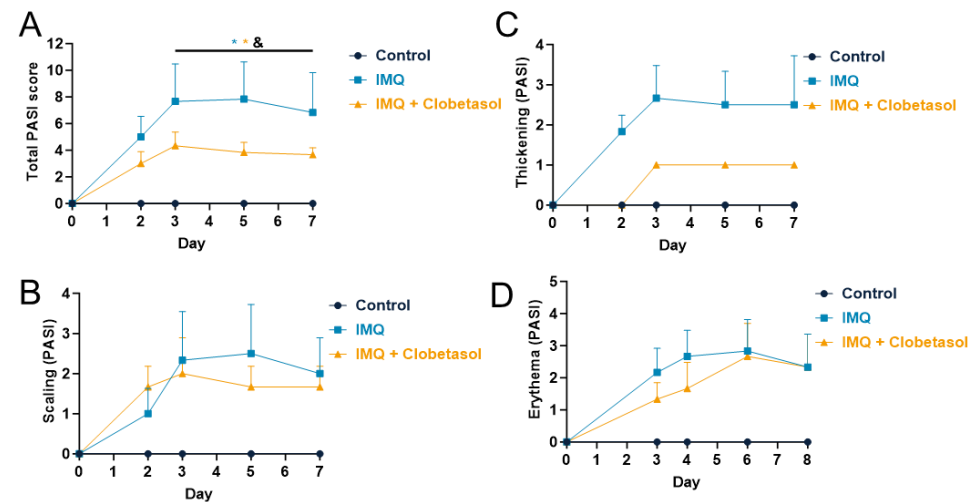 A
* * &
12
10
8
6
4
2
0
Total PASI score
0 1 2 3 4 5 6 7
Day
Control
IMQ
IMQ + Clobetasol
C
4
3
2
1
0
Thickening (PASI)
0 1 2 3 4 5 6 7
Day
Control
IMQ
IMQ + Clobetasol
B
4
3
2
1
0
Scaling (PASI)
0 1 2 3 4 5 6 7
Day
Control
IMQ
IMQ + Clobetasol
D
5
4
3
2
1
0
Erythema (PASI)
0 1 2 3 4 5 6 7 8
Day
Control
IMQ
IMQ + Clobetasol